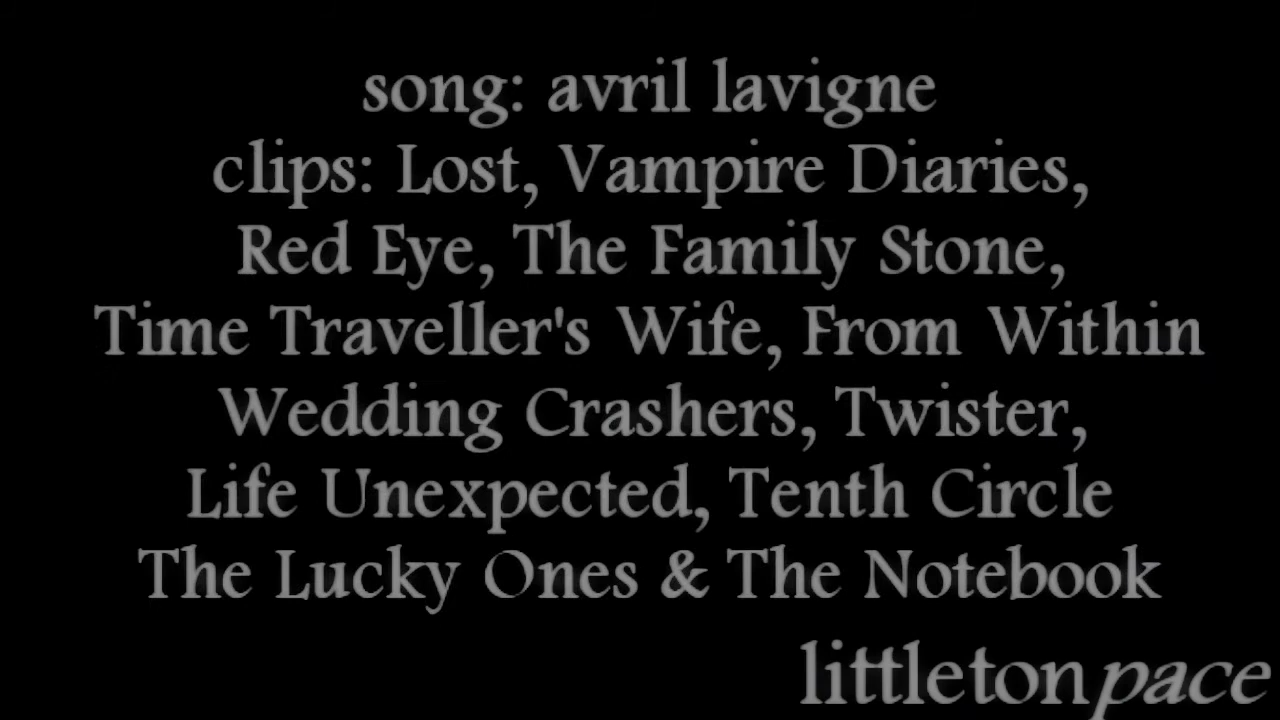 song: avril lavigne
clips: Lost, Vampire Diaries,
Red Eye, The Family Stone,
Time Traveller's Wife, From Within
Wedding Crashers, Twister,
Life Unexpected, Tenth Circle
The Lucky Ones & The Notebook
littletonpace